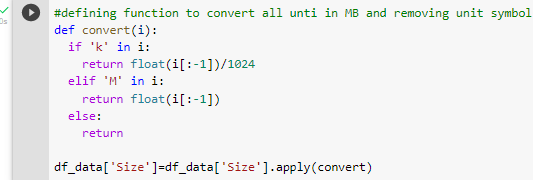 #defining function to convert all unti in MB and removing unit symbol
def convert(i):
  if 'k' in i:
    return float(i[:-1])/1024
  elif 'M' in i:
    return float(i[:-1])
  else:
    return
df_data['Size']=df_data['Size'].apply(convert)